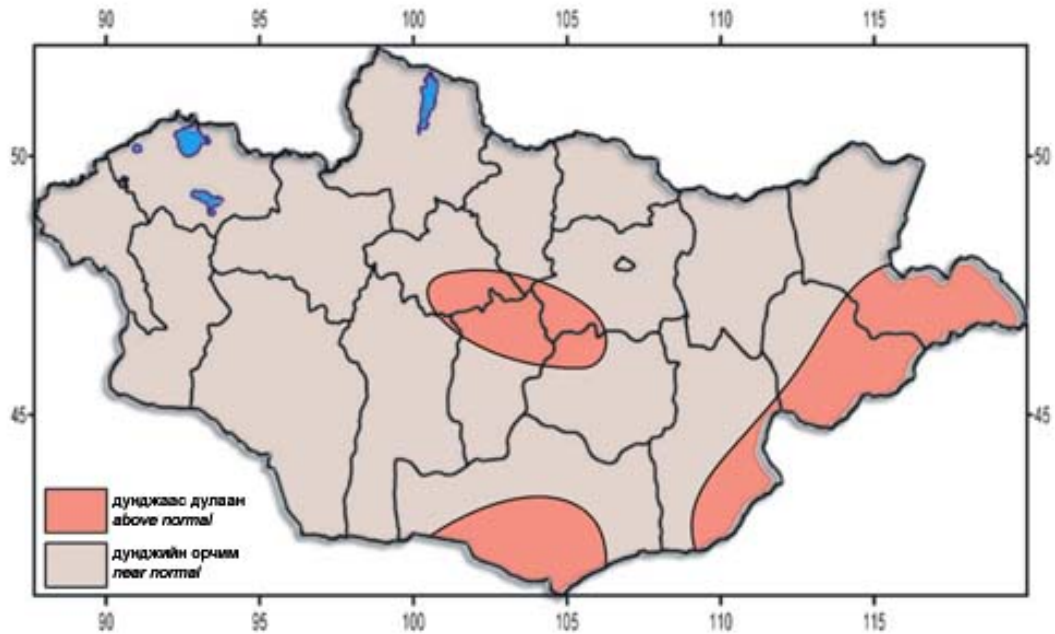 90 95 100 105 110 115
50 50
45 45
дунджаас дулаан
above normal
дунджийн орчим
near normal
90 95 100 105 110 115